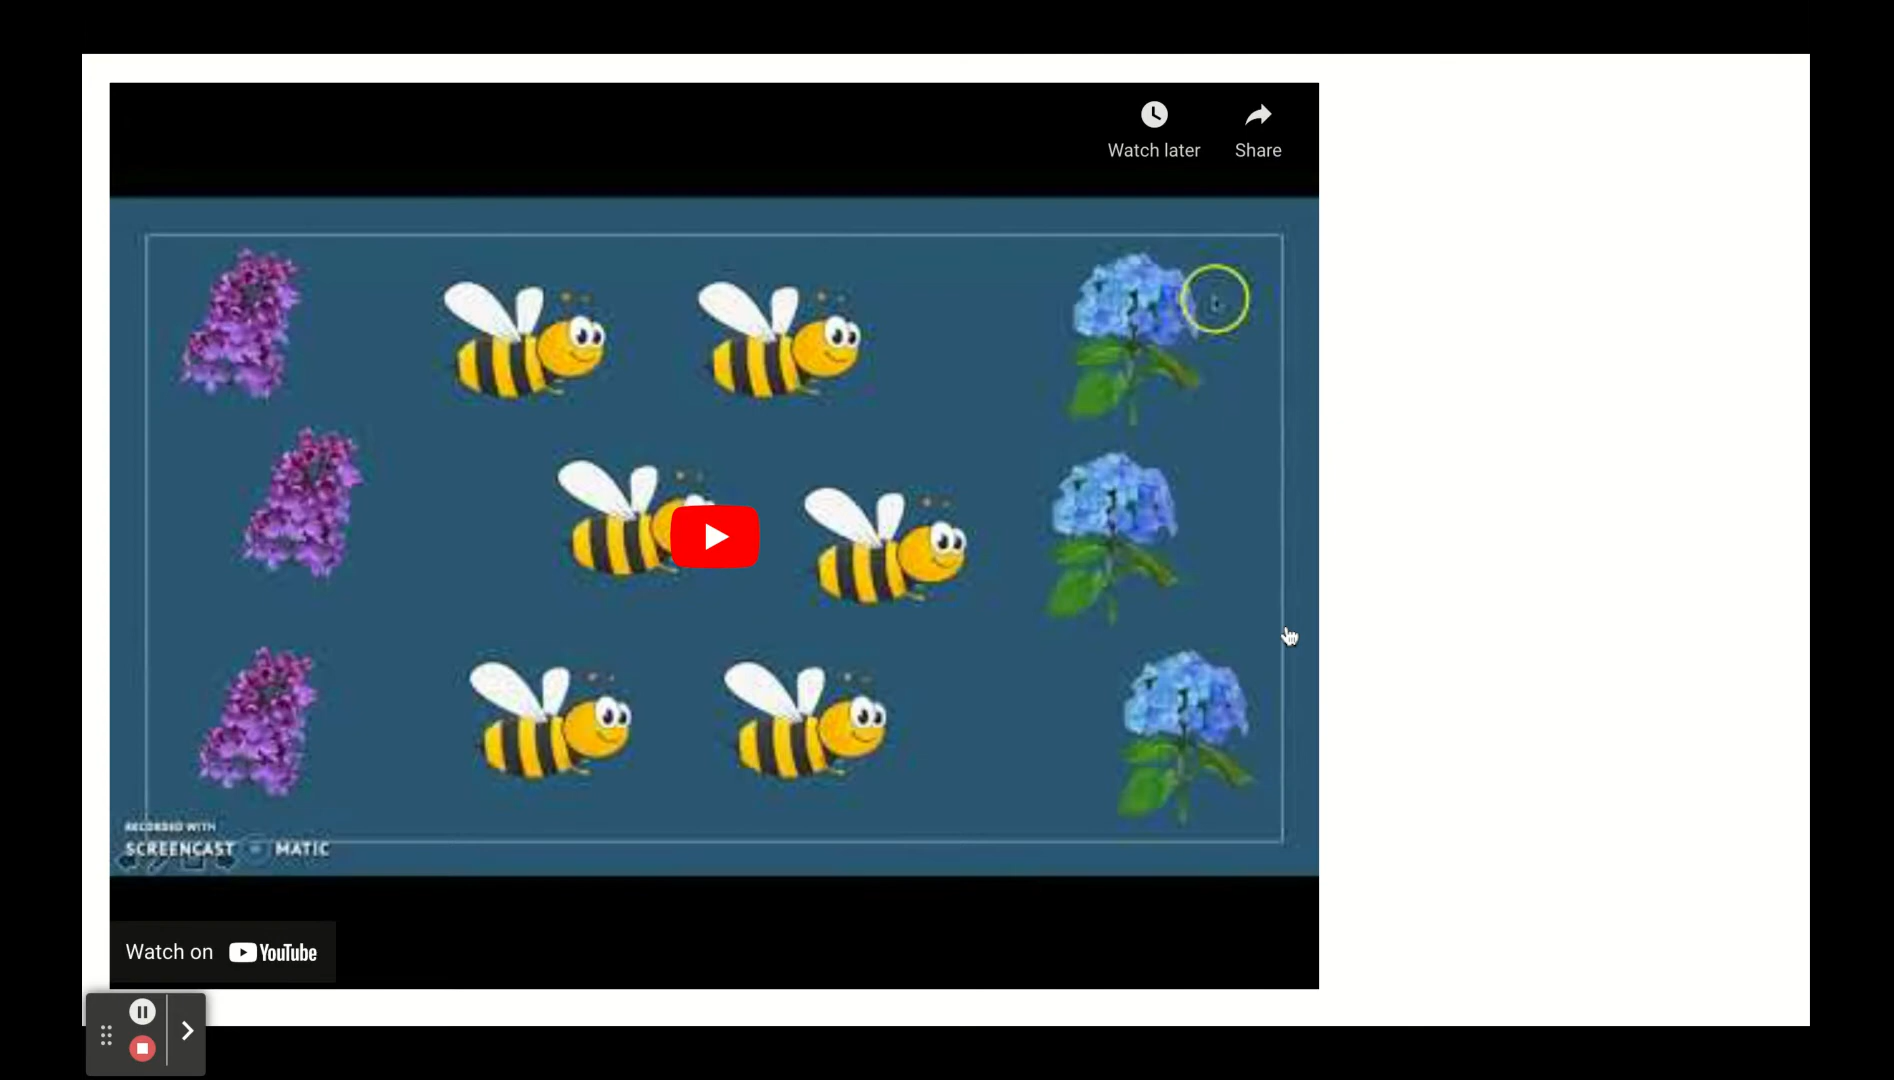 Watch later
Share
RECORDED WITH
SCREENCAST MATIC
Watch on YouTube